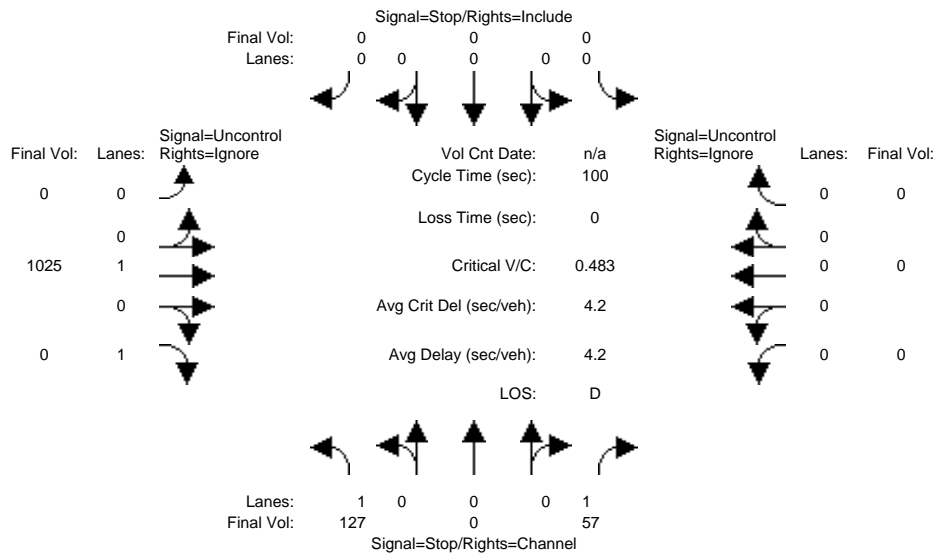 Signal=Stop/Rights=Include
Final Vol: 0 0 0
Lanes: 0 0 0 0 0
Signal=Uncontrol Signal=Uncontrol
Final Vol: Lanes: Rights=Ignore Vol Cnt Date: n/a Rights=Ignore Lanes: Final Vol:
Cycle Time (sec): 100
0 0 0 0
Loss Time (sec): 0
0 0
1025 1 Critical V/C: 0.483 0 0
0 Avg Crit Del (sec/veh): 4.2 0
0 1 Avg Delay (sec/veh): 4.2 0 0
LOS: D
Lanes: 1 0 0 0 1
Final Vol: 127 0 57
Signal=Stop/Rights=Channel